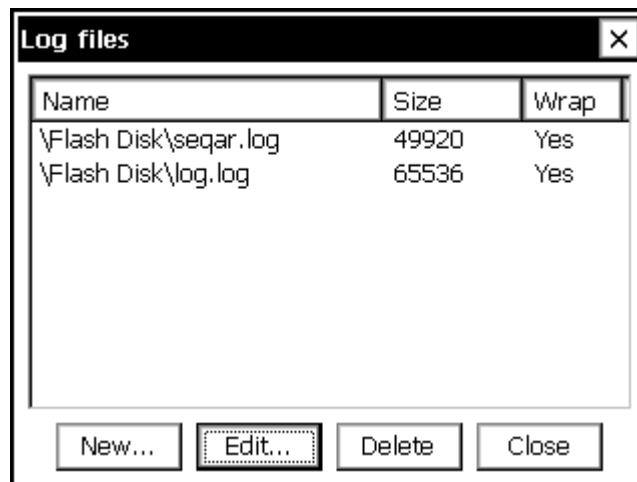 Log files
Name Size Wrap
\Flash Disk\seqar.log 49920 Yes
\Flash Disk\log.log 65536 Yes
New... Edit... Delete Close